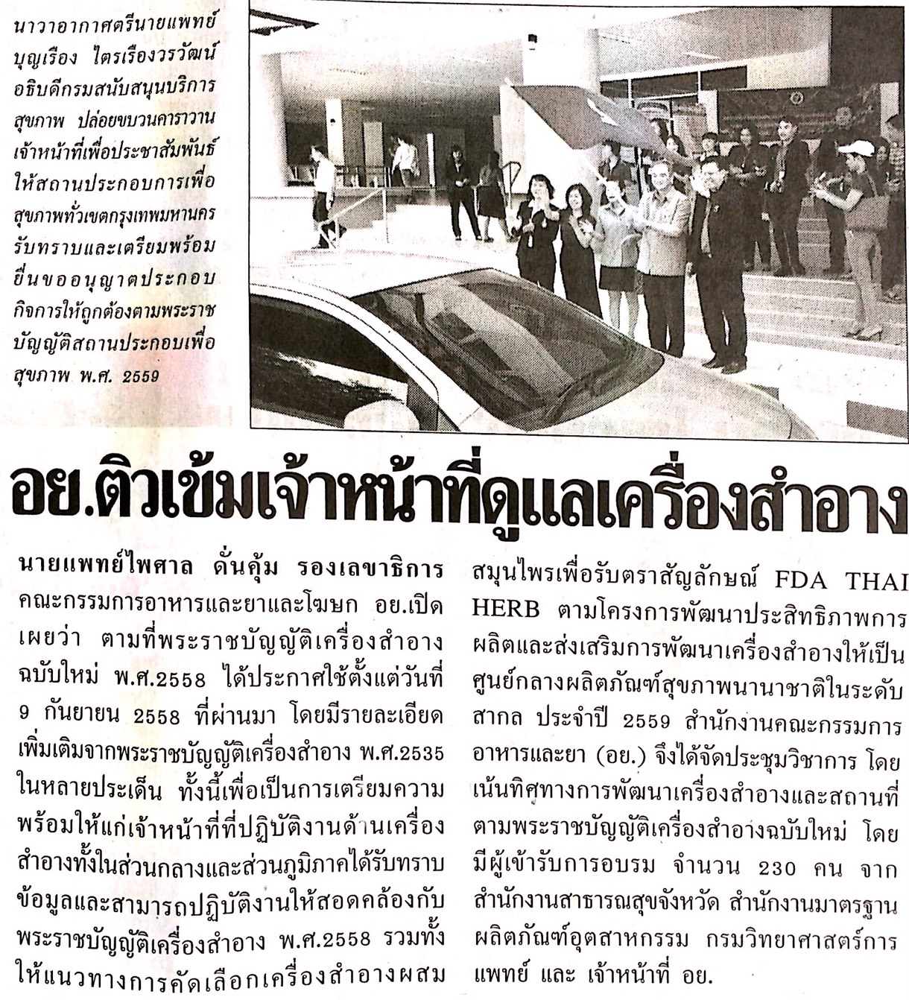 นาวาอากาศตรีนายแพทย์
บุญเรือง ไตรเรืองวรวัฒน์
อธิบดีกรมสนับสนุนบริการ
สุขภาพ ปล่อยขบวนคาราวาน
เจ้าหน้าที่เพื่อประชาสัมพันธ์
ให้สถานประกอบการเพื่อ
สุขภาพทั่วเขตกรุงเทพมหานคร
รับทราบและเตรียมพร้อม
ยื่นขออนุญาตประกอบ
กิจการให้ถูกต้องตามพระราช
บัญญัติสถานประกอบเพื่อ
สุขภาพ พ.ศ. 2559
อย.ติวเข้มเจ้าหน้าที่ดูแลเครื่องสำอาง
นายแพทย์ไพศาล ดั่นคุ้ม รองเลขาธิการ
คณะกรรมการอาหารและยาและโฆษก อย.เปิด
เผยว่า ตามที่พระราชบัญญัติเครื่องสำอาง
ฉบับใหม่ พ.ศ.2558 ได้ประกาศใช้ตั้งแต่วันที่
9 กันยายน 2558 ที่ผ่านมา โดยมีรายละเอียด
เพิ่มเติมจากพระราชบัญญัติเครื่องสำอาง พ.ศ.2535
ในหลายประเด็น ทั้งนี้เพื่อเป็นการเตรียมความ
พร้อมให้แก่เจ้าหน้าที่ที่ปฏิบัติงานด้านเครื่อง
สำอางทั้งในส่วนกลางและส่วนภูมิภาคได้รับทราบ
ข้อมูลและสามารถปฏิบัติงานให้สอดคล้องกับ
พระราชบัญญัติเครื่องสำอาง พ.ศ.2558 รวมทั้ง
ให้แนวทางการคัดเลือกเครื่องสำอางผสม
สมุนไพรเพื่อรับตราสัญลักษณ์ FDA THAI
HERB ตามโครงการพัฒนาประสิทธิภาพการ
ผลิตและส่งเสริมการพัฒนาเครื่องสำอางให้เป็น
ศูนย์กลางผลิตภัณฑ์สุขภาพนานาชาติในระดับ
สากล ประจำปี 2559 สำนักงานคณะกรรมการ
อาหารและยา (อย.) จึงได้จัดประชุมวิชาการ โดย
เน้นทิศทางการพัฒนาเครื่องสำอางและสถานที่
ตามพระราชบัญญัติเครื่องสำอางฉบับใหม่ โดย
มีผู้เข้ารับการอบรม จำนวน 230 คน จาก
สำนักงานสาธารณสุขจังหวัด สำนักงานมาตรฐาน
ผลิตภัณฑ์อุตสาหกรรม กรมวิทยาศาสตร์การ
แพทย์ และ เจ้าหน้าที่ อย.